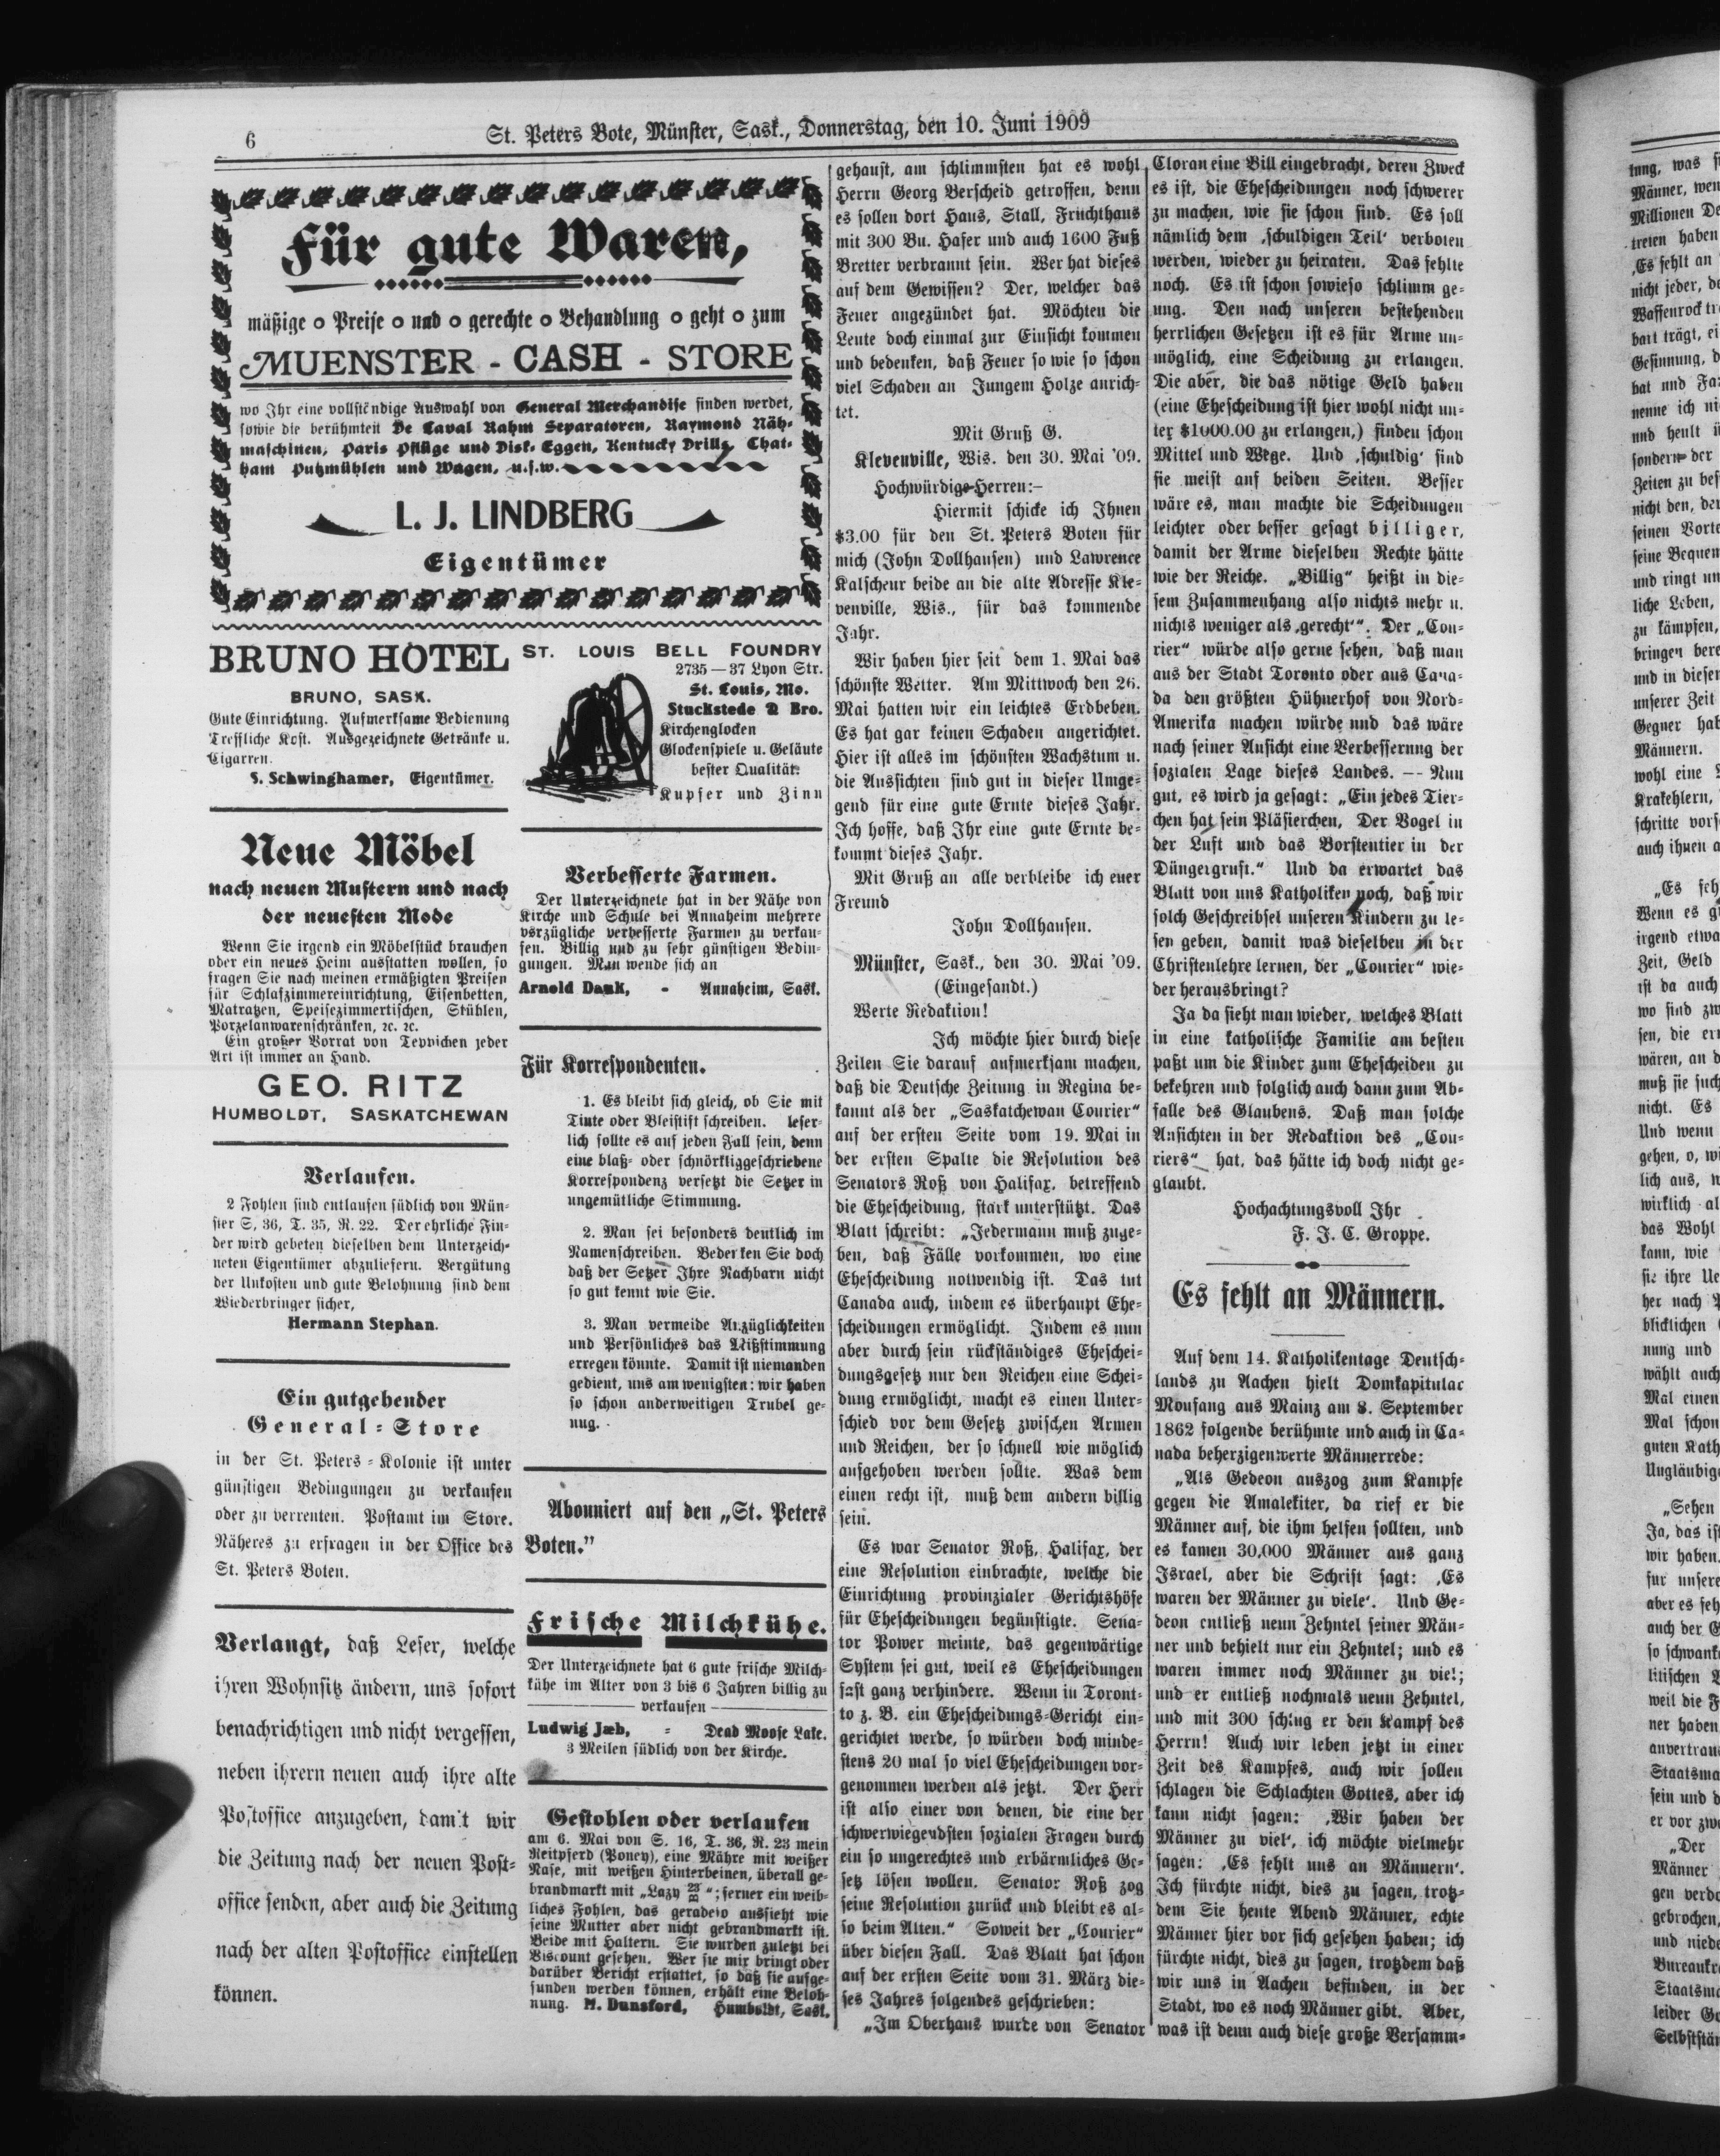 6
St. Peters Bote, Münster, Sask., Donnerstag, den 10. Juni 1909
Für gute Waren,
mäßige o Preise o und o gerechte o Behandlung o geht o zum
MUENSTER - CASH - STORE
wo Ihr eine vollständige Auswahl von General Merchandise finden werdet,
sowie die berühmten De Laval Rahm Separatoren, Raymond Näh-
maschinen, Paris Pflüge und Disk-Eggen, Kentucky Drills, Chat-
ham Putzmühlen und Wagen, u.s.w.
L. J. LINDBERG
Eigentümer
BRUNO HOTEL
BRUNO, SASK.
Gute Einrichtung. Aufmerksame Bedienung
Treffliche Kost. Ausgezeichnete Getränke u.
Cigarren.
S. Schwinghamer, Eigentümer.
Neue Möbel
nach neuen Mustern und nach
der neuesten Mode
Wenn Sie irgend ein Möbelstück brauchen
oder ein neues Heim ausstatten wollen, so
fragen Sie nach meinen ermäßigten Preisen
für Schlafzimmereinrichtung, Eisenbetten,
Matratzen, Speisezimmertischen, Stühlen,
Porzelanwarenschränken, ꝛc. ꝛc.
Ein großer Vorrat von Teppichen jeder
Art ist immer an Hand.
GEO. RITZ
HUMBOLDT, SASKATCHEWAN
Verlaufen.
2 Fohlen sind entlaufen südlich von Mün-
ster S, 36, T. 35, R. 22. Der ehrliche Fin-
der wird gebeten dieselben dem Unterzeich-
neten Eigentümer abzuliefern. Vergütung
der Unkosten und gute Belohnung sind dem
Wiederbringer sicher,
Hermann Stephan.
Ein gutgehender
General-Store
in der St. Peters-Kolonie ist unter
günstigen Bedingungen zu verkaufen
oder zu verrenten. Postamt im Store.
Näheres zu erfragen in der Office des
St. Peters Boten.
Verlangt, daß Leser, welche
ihren Wohnsitz ändern, uns sofort
benachrichtigen und nicht vergessen,
neben ihrern neuen auch ihre alte
Postoffice anzugeben, damit wir
die Zeitung nach der neuen Post-
office senden, aber auch die Zeitung
nach der alten Postoffice einstellen
können.
ST. LOUIS BELL FOUNDRY
2735—37 Lyon Str.
St. Louis, Mo.
Stuckstede & Bro.
Kirchenglocken
Glockenspiele u. Geläute
bester Qualität.
Kupfer und Zinn
Verbesserte Farmen.
Der Unterzeichnete hat in der Nähe von
Kirche und Schule bei Annaheim mehrere
vorzügliche verbesserte Farmen zu verkau-
fen. Billig und zu sehr günstigen Bedin-
gungen. Man wende sich an
Arnold Dauk, - Annaheim, Sask.
Für Korrespondenten.
1. Es bleibt sich gleich, ob Sie mit
Tinte oder Bleistift schreiben. leser-
lich sollte es auf jeden Fall sein, denn
eine blaß- oder schnörkliggeschriebene
Korrespondenz versetzt die Setzer in
ungemütliche Stimmung.
2. Man sei besonders deutlich im
Namenschreiben. Bedenken Sie doch
daß der Setzer Ihre Nachbarn nicht
so gut kennt wie Sie.
3. Man vermeide Anzüglichkeiten
und Persönliches das Mißstimmung
erregen könnte. Damit ist niemanden
gedient, uns am wenigsten: wir haben
so schon anderweitigen Trubel ge-
nug.
Abonniert auf den „St. Peters
Boten.”
Frische Milchkühe.
Der Unterzeichnete hat 6 gute frische Milch-
kühe im Alter von 3 bis 6 Jahren billig zu
verkaufen
Ludwig Jæb, - Dead Moose Lake.
3 Meilen südlich von der Kirche.
Gestohlen oder verlaufen
am 6. Mai von S. 16, T. 36, R. 23 mein
Reitpferd (Poney), eine Mähre mit weißer
Nase, mit weißen Hinterbeinen, überall ge-
brandmarkt mit „Lazy “; ferner ein weib-
liches Fohlen, das geradeso aussieht wie
seine Mutter aber nicht gebrandmarkt ist.
Beide mit Haltern. Sie wurden zuletzt bei
Viscount gesehen. Wer sie mir bringt oder
darüber Bericht erstattet, so daß sie aufge-
funden werden können, erhält eine Beloh-
nung. M. Dunsford, Humboldt, Sask.
gehaust, am schlimmsten hat es wohl
Herrn Georg Berscheid getroffen, denn
es sollen dort Haus, Stall, Fruchthaus
mit 300 Bu. Hafer und auch 1600 Fuß
Bretter verbrannt sein. Wer hat dieses
auf dem Gewissen? Der, welcher das
Feuer angezündet hat. Möchten die
Leute doch einmal zur Einsicht kommen
und bedenken, daß Feuer so wie so schon
viel Schaden an Jungem Holze anrich-
tet.
Mit Gruß G.
Klevenville, Wis. den 30. Mai ’09.
Hochwürdige Herren:—
Hiermit schicke ich Ihnen
$3.00 für den St. Peters Boten für
mich (John Dollhausen) und Lawrence
Kalscheur beide an die alte Adresse Kle-
venville, Wis., für das kommende
Jahr.
Wir haben hier seit dem 1. Mai das
schönste Wetter. Am Mittwoch den 26.
Mai hatten wir ein leichtes Erdbeben.
Es hat gar keinen Schaden angerichtet.
Hier ist alles im schönsten Wachstum u.
die Aussichten sind gut in dieser Umge-
gend für eine gute Ernte dieses Jahr.
Ich hoffe, daß Ihr eine gute Ernte be-
kommt dieses Jahr.
Mit Gruß an alle verbleibe ich euer
Freund
John Dollhausen.
Münster, Sask., den 30. Mai ’09.
(Eingesandt.)
Werte Redaktion!
Ich möchte hier durch diese
Zeilen Sie darauf aufmerksam machen,
daß die Deutsche Zeitung in Regina be-
kannt als der „Saskatchewan Courier“
auf der ersten Seite vom 19. Mai in
der ersten Spalte die Resolution des
Senators Roß von Halifax, betreffend
die Ehescheidung, stark unterstützt. Das
Blatt schreibt: „Jedermann muß zuge-
ben, daß Fälle vorkommen, wo eine
Ehescheidung notwendig ist. Das tut
Canada auch, indem es überhaupt Ehe-
scheidungen ermöglicht. Indem es nun
aber durch sein rückständiges Eheschei-
dungsgesetz nur den Reichen eine Schei-
dung ermöglicht, macht es einen Unter-
schied vor dem Gesetz zwischen Armen
und Reichen, der so schnell wie möglich
aufgehoben werden sollte. Was dem
einen recht ist, muß dem andern billig
sein.
Es war Senator Roß, Halifax, der
eine Resolution einbrachte, welche die
Einrichtung provinzialer Gerichtshöfe
für Ehescheidungen begünstigte. Sena-
tor Power meinte, das gegenwärtige
System sei gut, weil es Ehescheidungen
fast ganz verhindere. Wenn in Toront-
to z. B. ein Ehescheidungs-Gericht ein-
gerichtet werde, so würden doch minde-
stens 20 mal so viel Ehescheidungen vor-
genommen werden als jetzt. Der Herr
ist also einer von denen, die eine der
schwerwiegendsten sozialen Fragen durch
ein so ungerechtes und erbärmliches Ge-
setz lösen wollen. Senator Roß zog
seine Resolution zurück und bleibt es al-
so beim Alten.“ Soweit der „Courier“
über diesen Fall. Das Blatt hat schon
auf der ersten Seite vom 31. März die-
ses Jahres folgendes geschrieben:
„Im Oberhaus wurde von Senator
Cloran eine Bill eingebracht, deren Zweck
es ist, die Ehescheidungen noch schwerer
zu machen, wie sie schon sind. Es soll
nämlich dem ‚schuldigen Teil‘ verboten
werden, wieder zu heiraten. Das fehlte
noch. Es ist schon sowieso schlimm ge-
ung. Den nach unseren bestehenden
herrlichen Gesetzen ist es für Arme un-
möglich, eine Scheidung zu erlangen.
Die aber, die das nötige Geld haben
(eine Ehescheidung ist hier wohl nicht un-
ter $1000.00 zu erlangen,) finden schon
Mittel und Wege. Und ‚schuldig‘ sind
sie meist auf beiden Seiten. Besser
wäre es, man machte die Scheidungen
leichter oder besser gesagt billiger,
damit der Arme dieselben Rechte hätte
wie der Reiche. „Billig“ heißt in die-
sem Zusammenhang also nichts mehr u.
nichts weniger als ‚gerecht‘“. Der „Cou-
rier“ würde also gerne sehen, daß man
aus der Stadt Toronto oder aus Cana-
da den größten Hühnerhof von Nord-
Amerika machen würde und das wäre
nach seiner Ansicht eine Verbesserung der
sozialen Lage dieses Landes. -- Nun
gut, es wird ja gesagt: „Ein jedes Tier-
chen hat sein Pläsierchen, Der Vogel in
der Luft und das Borstentier in der
Düngergruft.“ Und da erwartet das
Blatt von uns Katholiken noch, daß wir
solch Geschreibsel unseren Kindern zu le-
sen geben, damit was dieselben in der
Christenlehre lernen, der „Courier“ wie-
der herausbringt?
Ja da sieht man wieder, welches Blatt
in eine katholische Familie am besten
paßt um die Kinder zum Ehescheiden zu
bekehren und folglich auch dann zum Ab-
falle des Glaubens. Daß man solche
Ansichten in der Redaktion des „Cou-
riers“ hat, das hätte ich doch nicht ge-
glaubt.
Hochachtungsvoll Ihr
F. J. C. Groppe.
Es fehlt an Männern.
Auf dem 14. Katholikentage Deutsch-
lands zu Aachen hielt Domkapitular
Moufang aus Mainz am 8. September
1862 folgende berühmte und auch in Ca-
nada beherzigenwerte Männerrede:
„Als Gedeon auszog zum Kampfe
gegen die Amalekiter, da rief er die
Männer auf, die ihm helfen sollten, und
es kamen 30,000 Männer aus ganz
Israel, aber die Schrift sagt: ‚Es
waren der Männer zu viele‘. Und Ge-
deon entließ neun Zehntel seiner Män-
ner und behielt nur ein Zehntel; und es
waren immer noch Männer zu viel;
und er entließ nochmals neun Zehntel,
und mit 300 schlug er den Kampf des
Herrn! Auch wir leben jetzt in einer
Zeit des Kampfes, auch wir sollen
schlagen die Schlachten Gottes, aber ich
kann nicht sagen: ‚Wir haben der
Männer zu viel‘, ich möchte vielmehr
sagen: ‚Es fehlt uns an Männern‘.
Ich fürchte nicht, dies zu sagen, trotz-
dem Sie heute Abend Männer, echte
Männer hier vor sich gesehen haben; ich
fürchte nicht, dies zu sagen, trotzdem daß
wir uns in Aachen befinden, in der
Stadt, wo es noch Männer gibt. Aber,
was ist denn auch diese große Versamm-